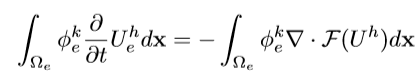 ∫_{Ω_e} ϕ_e^k ∂/∂t U_e^h d𝐱 = − ∫_{Ω_e} ϕ_e^k ∇ · ℱ(U^h) d𝐱